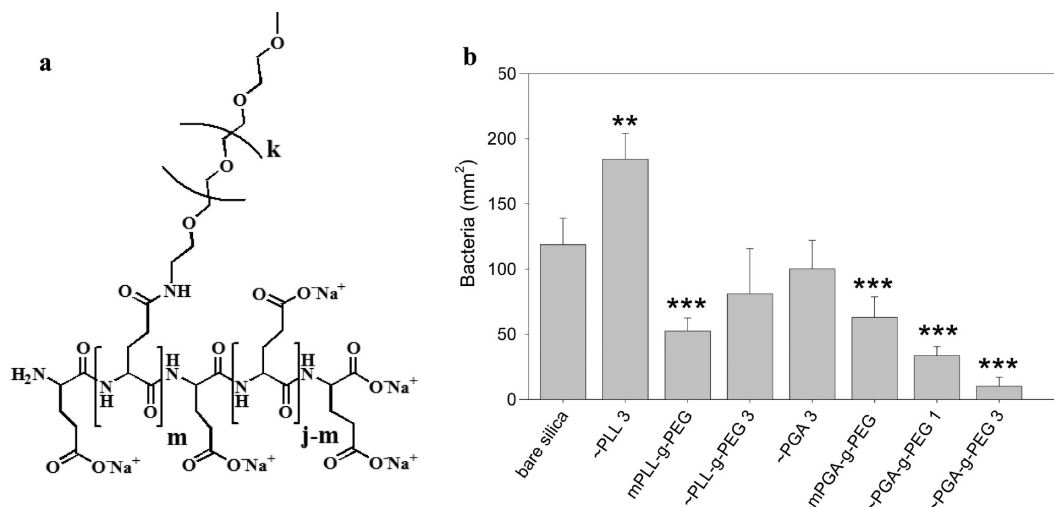 a
b
O
O
k
O
O
O
NH
O
O⁻Na⁺
O
H₂N
O
N
H
O
m
H
N
O
N
H
O
j-m
H
N
O
O⁻Na⁺
O⁻Na⁺
O
O⁻Na⁺
O
O⁻Na⁺
O
Bacteria (mm²)
50
200
150
100
50
0
**
***
***
***
***
bare silica
~PLL 3
mPLL-g-PEG
~PLL-g-PEG 3
~PGA 3
mPGA-g-PEG
~PGA-g-PEG 1
~PGA-g-PEG 3